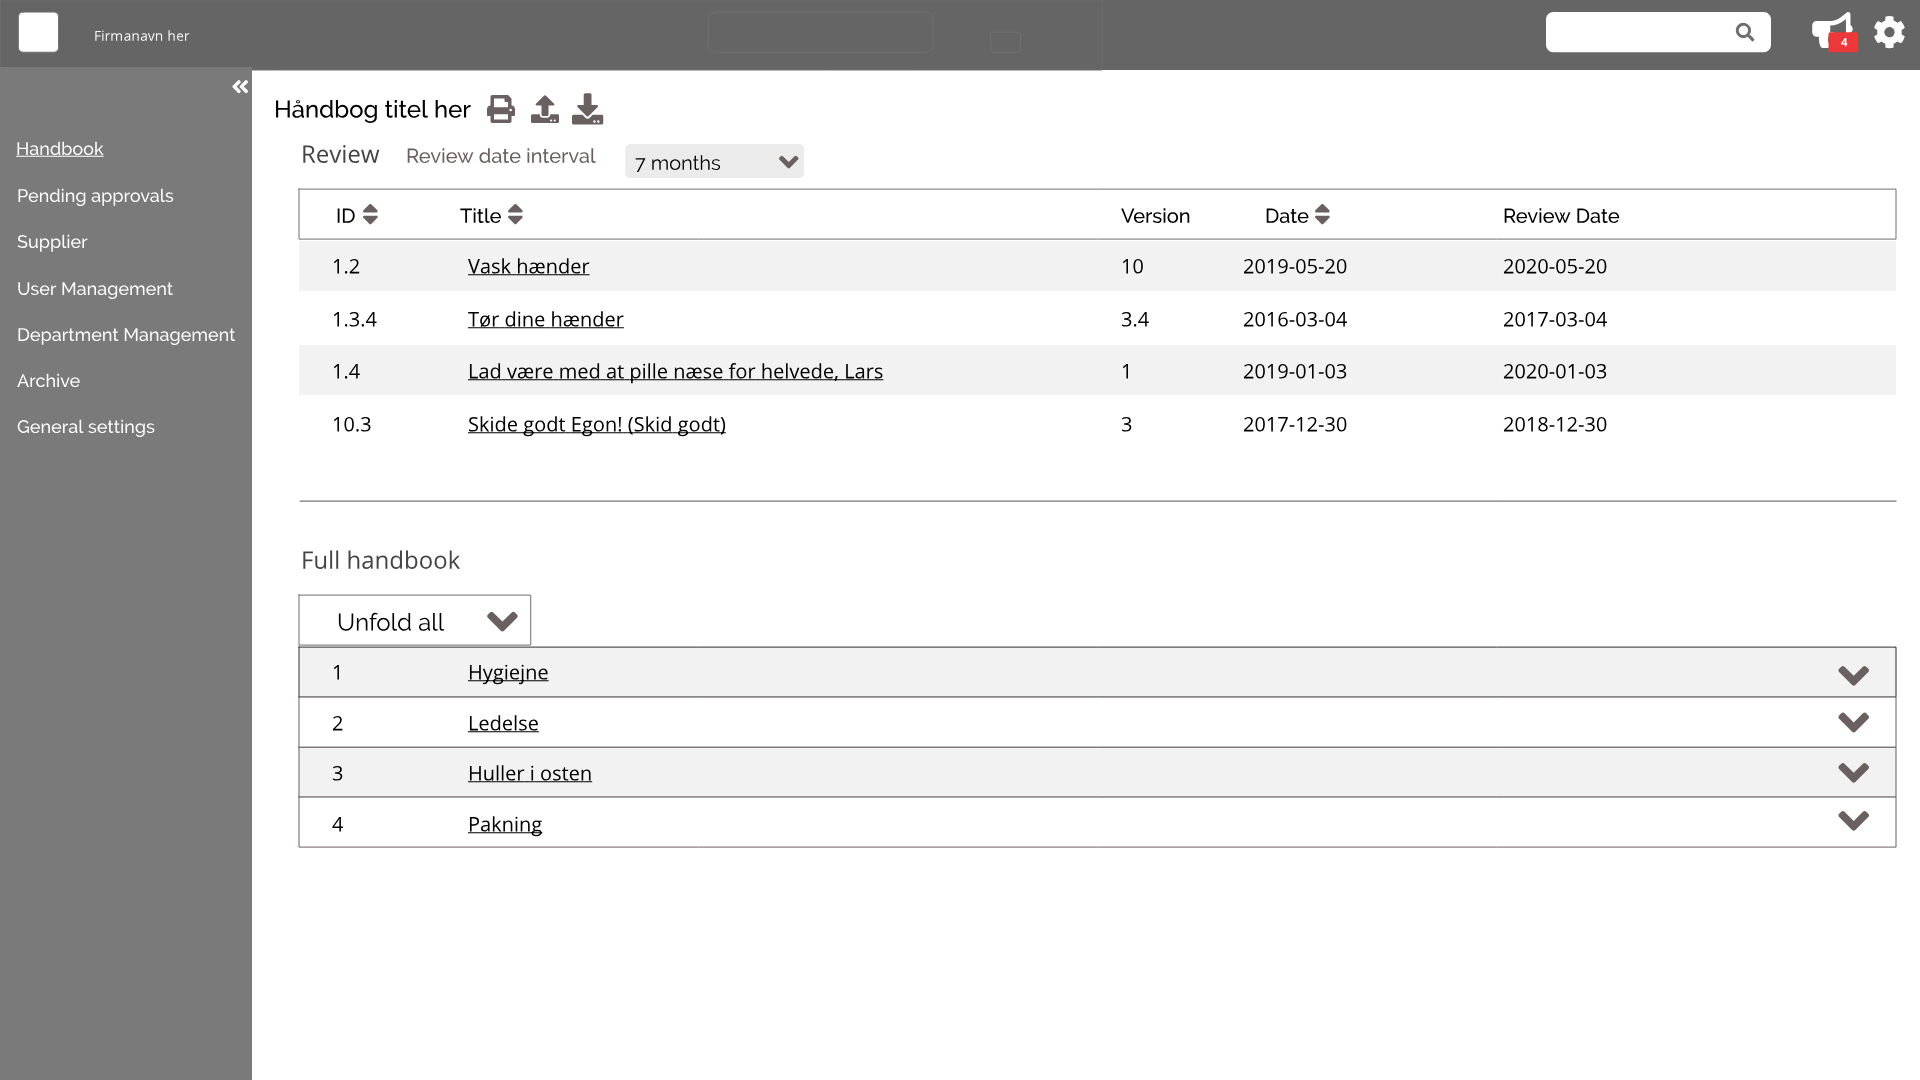 Firmanavn her
4
Handbook
Pending approvals
Supplier
User Management
Department Management
Archive
General settings
Håndbog titel her
Review Review date interval 7 months
ID Title Version Date Review Date
1.2 Vask hænder 10 2019-05-20 2020-05-20
1.3.4 Tør dine hænder 3.4 2016-03-04 2017-03-04
1.4 Lad være med at pille næse for helvede, Lars 1 2019-01-03 2020-01-03
10.3 Skide godt Egon! (Skid godt) 3 2017-12-30 2018-12-30
Full handbook
Unfold all
1 Hygiejne
2 Ledelse
3 Huller i osten
4 Pakning